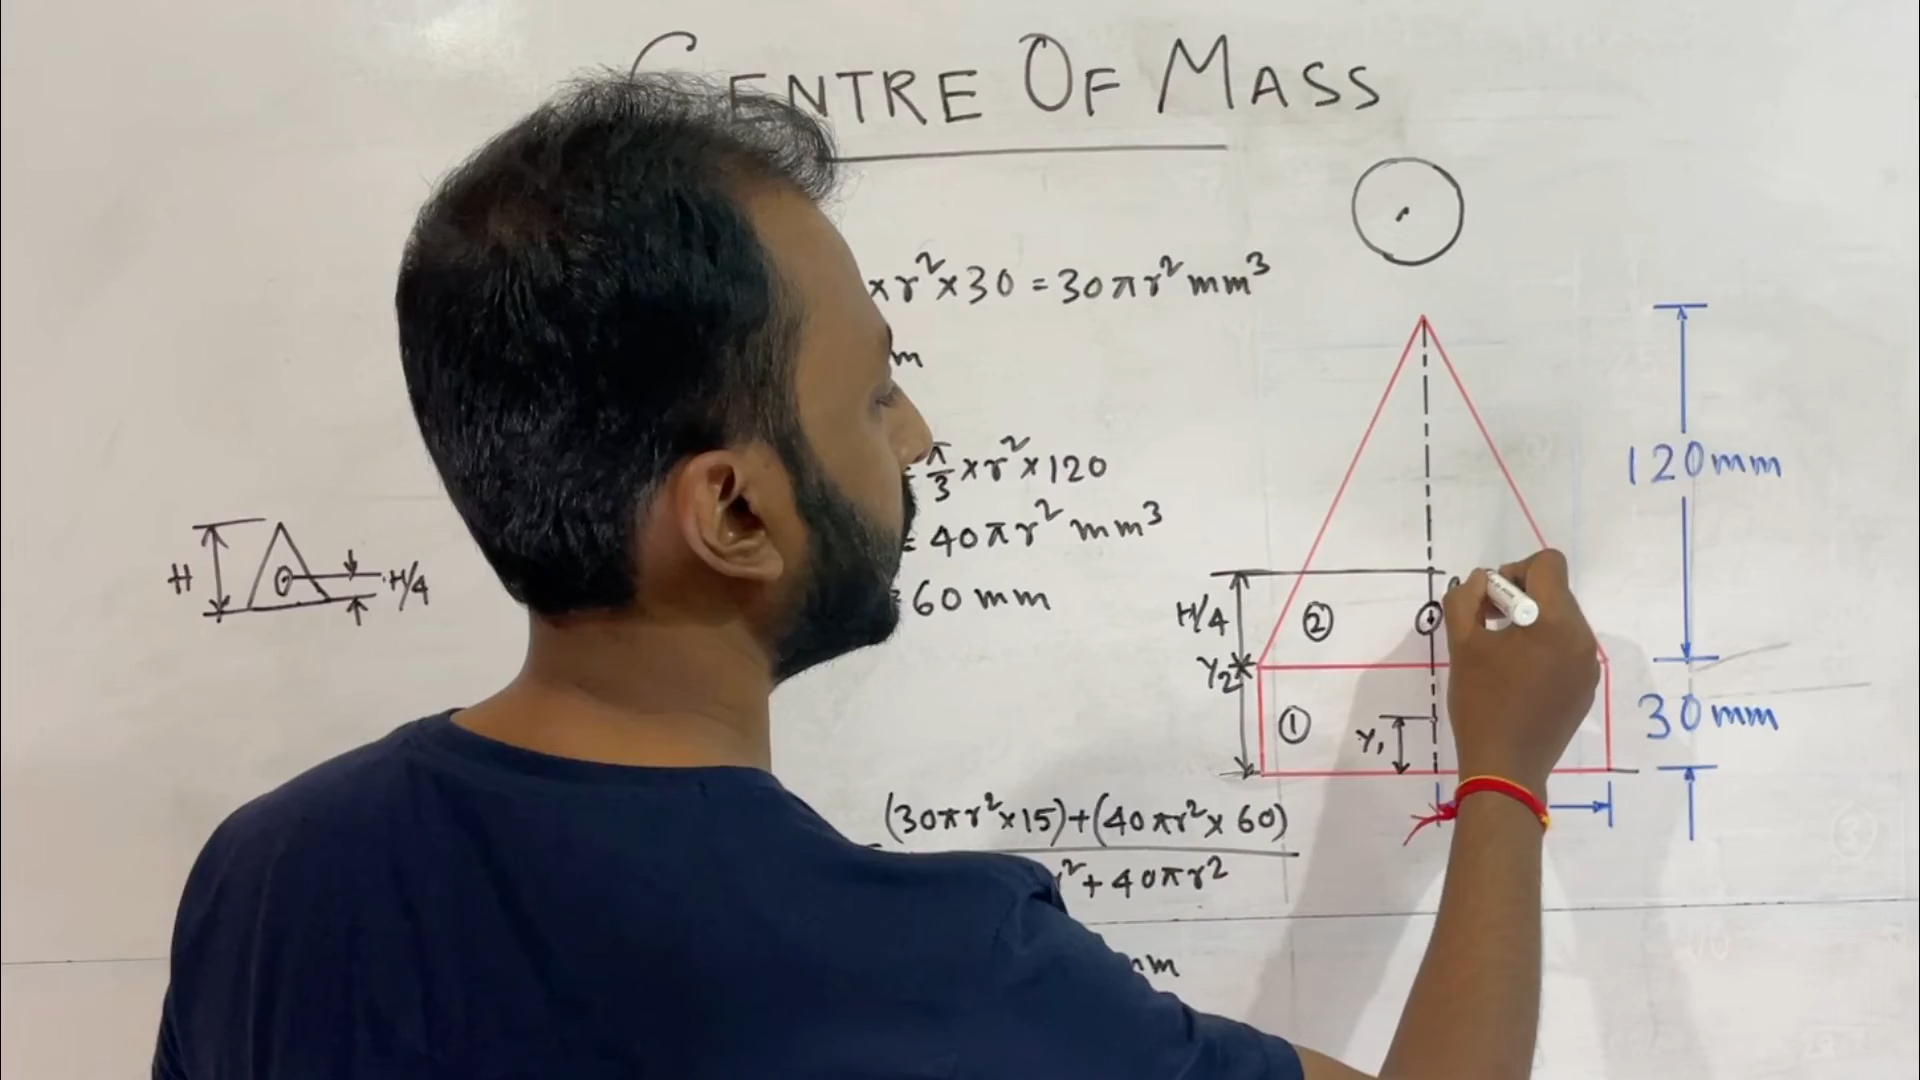 CENTRE OF MASS
×r²×30 = 30πr² mm³
m
= π/3 × r² × 120
= 40πr² mm³
= 60 mm
H
H/4
120mm
H/4
②
Y₂
①
Y₁
30mm
(30πr²×15)+(40πr²×60)
r²+40πr²
mm